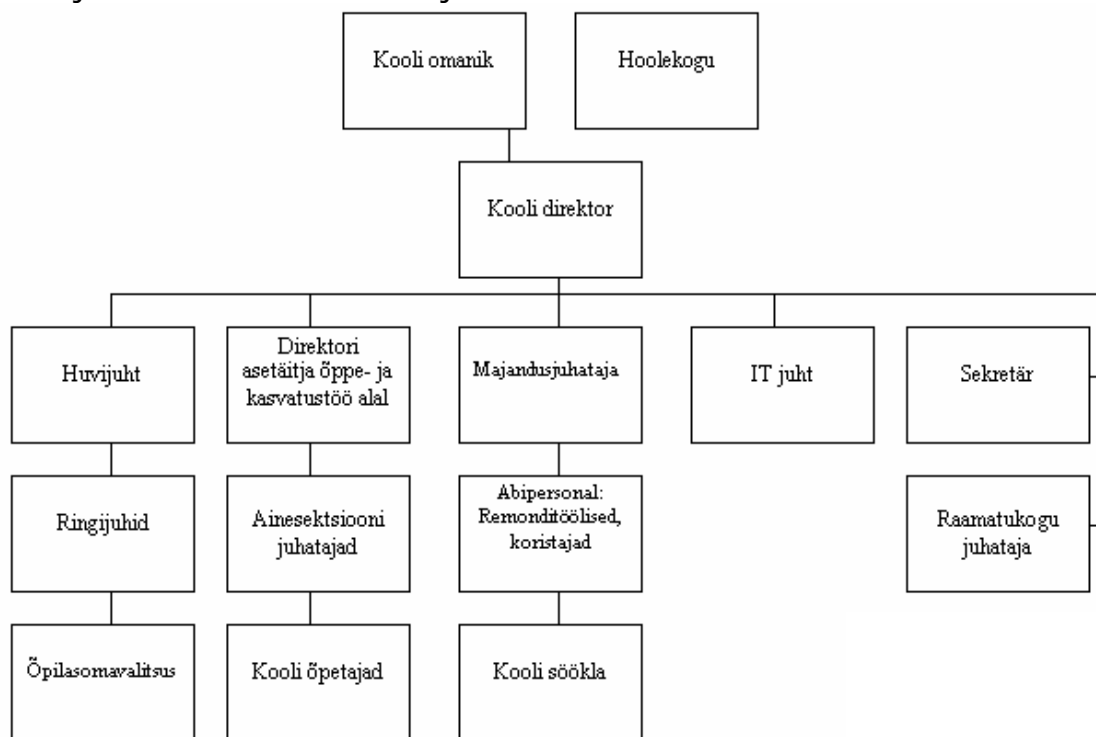 Kooli omanik
Hoolekogu
Kooli direktor
Huvijuht
Direktori
asetäitja õppe- ja
kasvatustöö alal
Majandusjuhataja
IT juht
Sekretär
Ringijuhid
Ainesektsiooni
juhatajad
Abipersonal:
Remonditöölised,
koristajad
Raamatukogu
juhataja
Õpilasomavalitsus
Kooli õpetajad
Kooli söökla